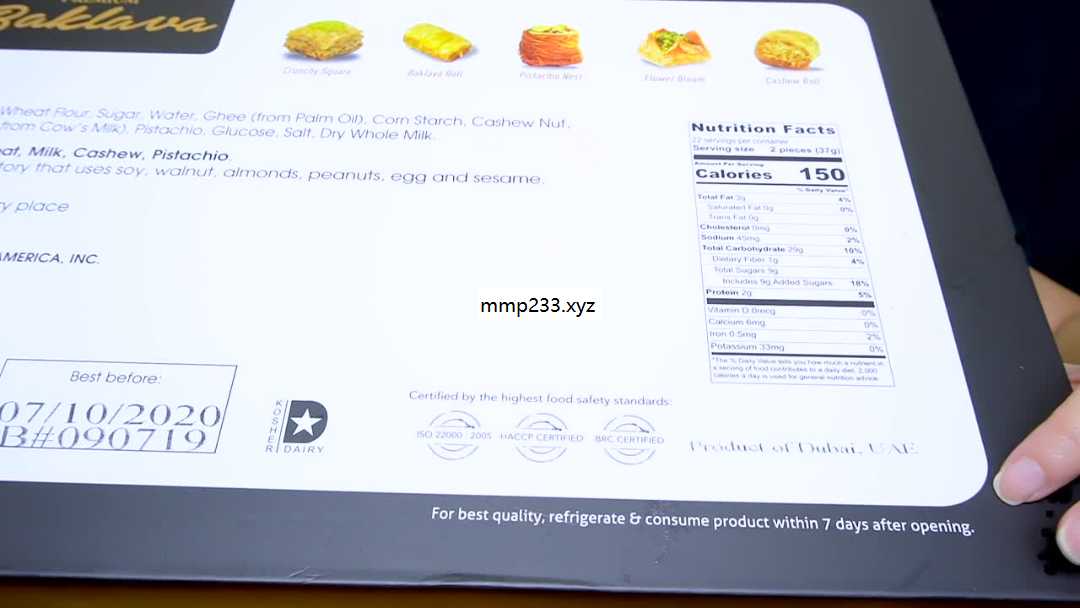 PREMIUM
Baklava
Crunchy Square
Baklava Roll
Pistachio Nest
Flower Bloom
Cashew Roll
Wheat Flour, Sugar, Water, Ghee (from Palm Oil), Corn Starch, Cashew Nut,
from Cow's Milk), Pistachio, Glucose, Salt, Dry Whole Milk.
eat, Milk, Cashew, Pistachio.
tory that uses soy, walnut, almonds, peanuts, egg and sesame.
ry place
AMERICA, INC.
Nutrition Facts
22 servings per container
Serving size 2 pieces (37g)
Amount Per Serving
Calories 150
% Daily Value*
Total Fat 3g 4%
Saturated Fat 0g 0%
Trans Fat 0g
Cholesterol 0mg 0%
Sodium 45mg 2%
Total Carbohydrate 29g 10%
Dietary Fiber 1g 4%
Total Sugars 9g
Includes 9g Added Sugars 18%
Protein 2g 5%
Vitamin D 0mcg 0%
Calcium 6mg 0%
Iron 0.5mg 2%
Potassium 33mg 0%
*The % Daily Value tells you how much a nutrient in
a serving of food contributes to a daily diet. 2,000
calories a day is used for general nutrition advice.
mmp233.xyz
Best before:
07/10/2020
B#090719
KOSHER
D
DAIRY
Certified by the highest food safety standards:
ISO 22000 : 2005
HACCP CERTIFIED
BRC CERTIFIED
Product of Dubai, UAE
For best quality, refrigerate & consume product within 7 days after opening.